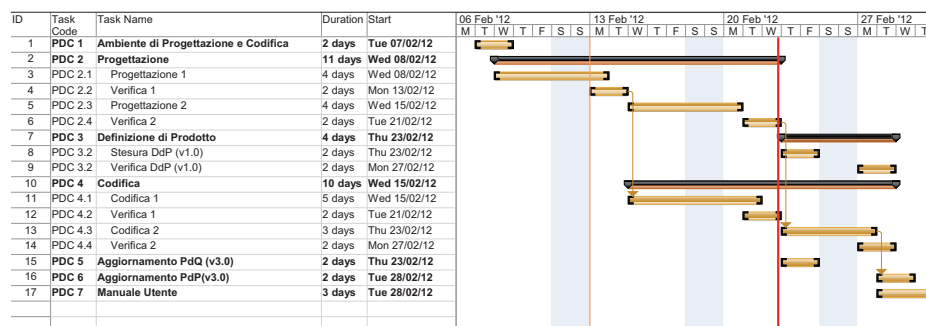 ID Task Code Task Name Duration Start 06 Feb '12 13 Feb '12 20 Feb '12 27 Feb '12
M T W T F S S M T W T F S S M T W T F S S M T W T
1 PDC 1 Ambiente di Progettazione e Codifica 2 days Tue 07/02/12
2 PDC 2 Progettazione 11 days Wed 08/02/12
3 PDC 2.1 Progettazione 1 4 days Wed 08/02/12
4 PDC 2.2 Verifica 1 2 days Mon 13/02/12
5 PDC 2.3 Progettazione 2 4 days Wed 15/02/12
6 PDC 2.4 Verifica 2 2 days Tue 21/02/12
7 PDC 3 Definizione di Prodotto 4 days Thu 23/02/12
8 PDC 3.2 Stesura DdP (v1.0) 2 days Thu 23/02/12
9 PDC 3.2 Verifica DdP (v1.0) 2 days Mon 27/02/12
10 PDC 4 Codifica 10 days Wed 15/02/12
11 PDC 4.1 Codifica 1 5 days Wed 15/02/12
12 PDC 4.2 Verifica 1 2 days Tue 21/02/12
13 PDC 4.3 Codifica 2 3 days Thu 23/02/12
14 PDC 4.4 Verifica 2 2 days Mon 27/02/12
15 PDC 5 Aggiornamento PdQ (v3.0) 2 days Thu 23/02/12
16 PDC 6 Aggiornamento PdP(v3.0) 2 days Tue 28/02/12
17 PDC 7 Manuale Utente 3 days Tue 28/02/12